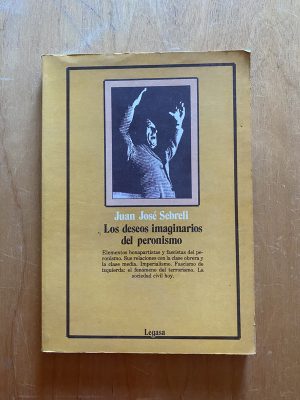 Juan José Sebreli
Los deseos imaginarios
del peronismo
Elementos bonapartistas y fascistas del pe-
ronismo. Sus relaciones con la clase obrera y
la clase media. Imperialismo. Fascismo de
izquierda: el fenómeno del terrorismo. La
sociedad civil hoy.
Legasa